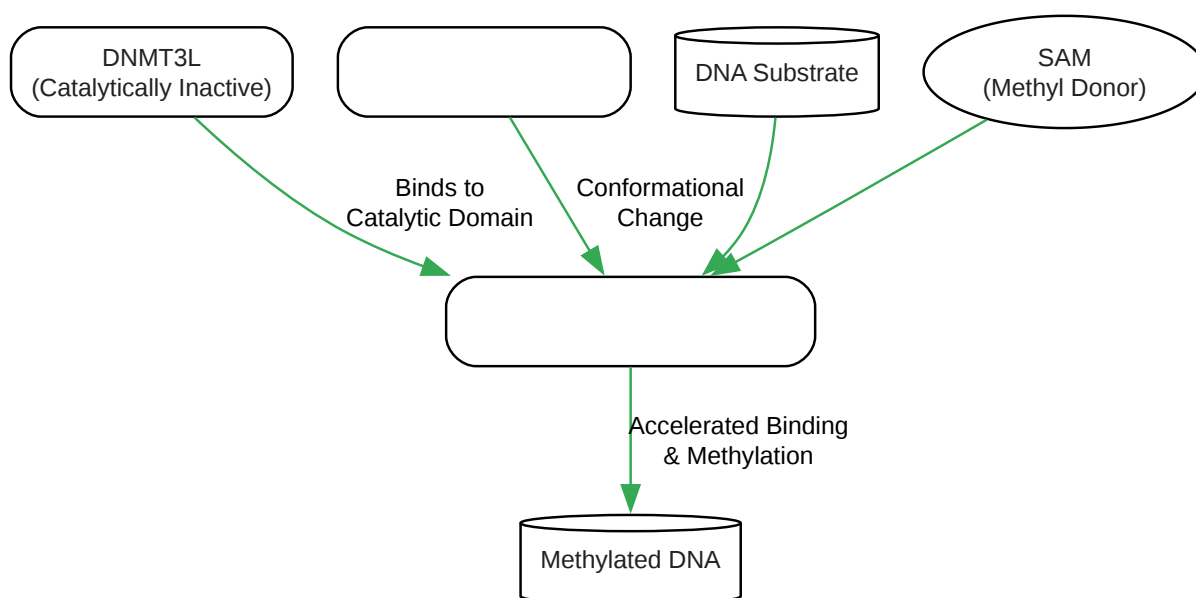 DNMT3L
(Catalytically Inactive)
DNA Substrate
SAM
(Methyl Donor)
Binds to
Catalytic Domain
Conformational
Change
Accelerated Binding
& Methylation
Methylated DNA